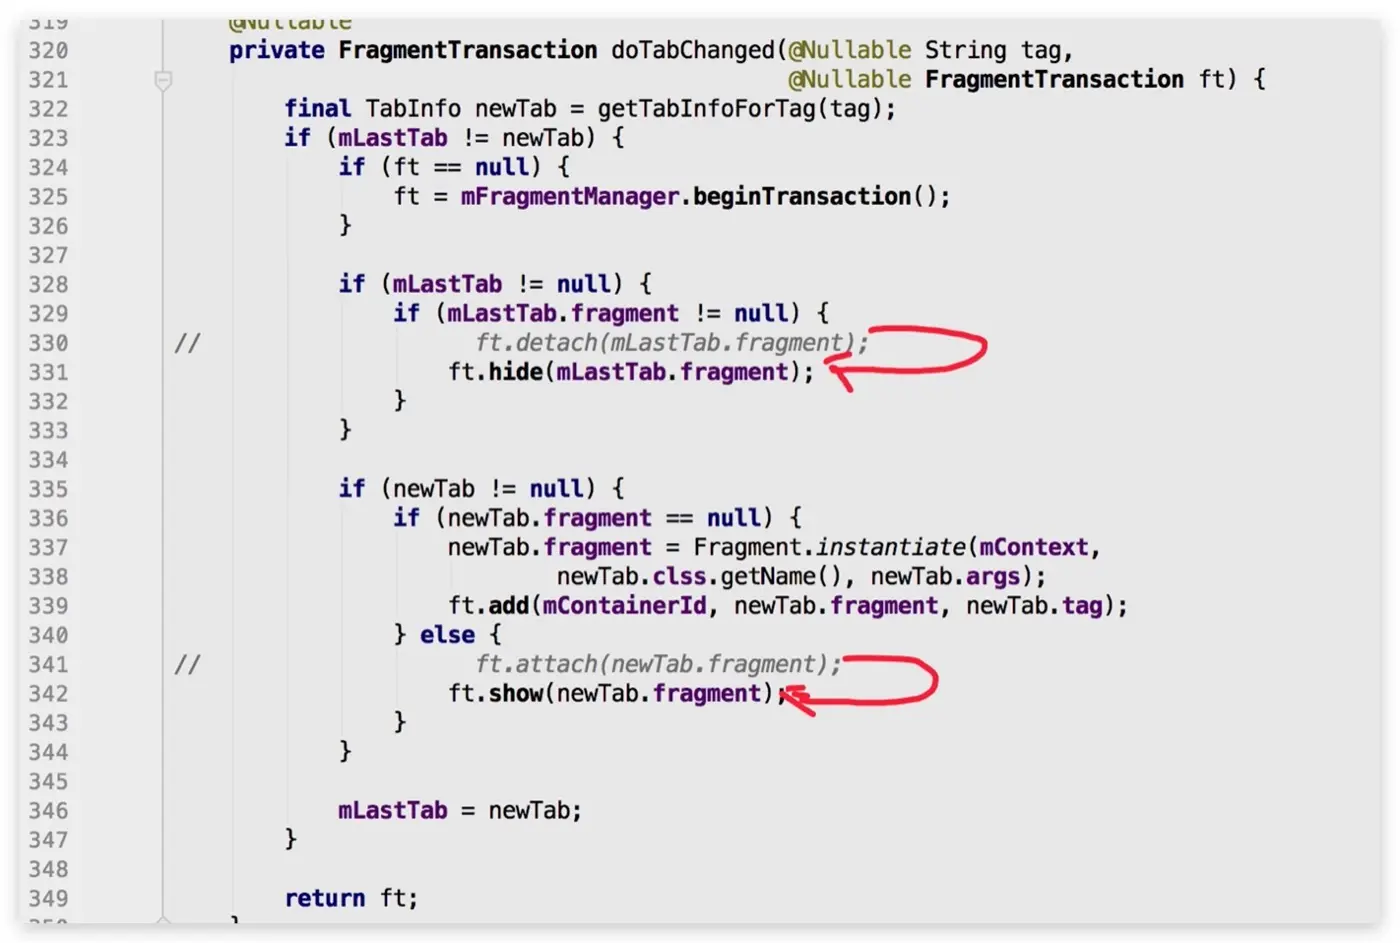 319 @Nullable
320 private FragmentTransaction doTabChanged(@Nullable String tag,
321 @Nullable FragmentTransaction ft) {
322 final TabInfo newTab = getTabInfoForTag(tag);
323 if (mLastTab != newTab) {
324 if (ft == null) {
325 ft = mFragmentManager.beginTransaction();
326 }
327
328 if (mLastTab != null) {
329 if (mLastTab.fragment != null) {
330 // ft.detach(mLastTab.fragment);
331 ft.hide(mLastTab.fragment);
332 }
333 }
334
335 if (newTab != null) {
336 if (newTab.fragment == null) {
337 newTab.fragment = Fragment.instantiate(mContext,
338 newTab.clss.getName(), newTab.args);
339 ft.add(mContainerId, newTab.fragment, newTab.tag);
340 } else {
341 // ft.attach(newTab.fragment);
342 ft.show(newTab.fragment);
343 }
344 }
345
346 mLastTab = newTab;
347 }
348
349 return ft;
350 }